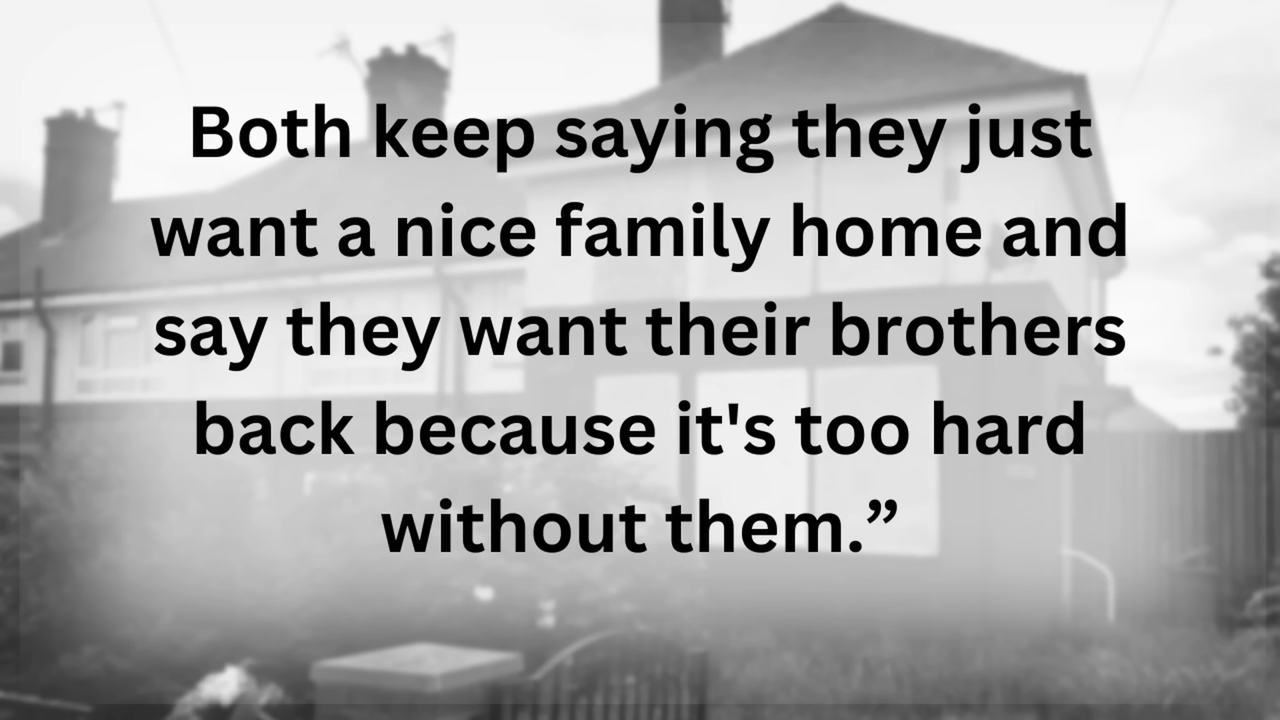 Both keep saying they just
want a nice family home and
say they want their brothers
back because it's too hard
without them.”